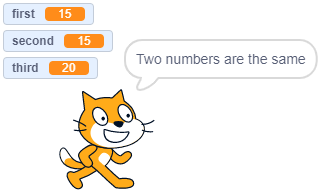 first 15
second 15
third 20
Two numbers are the same